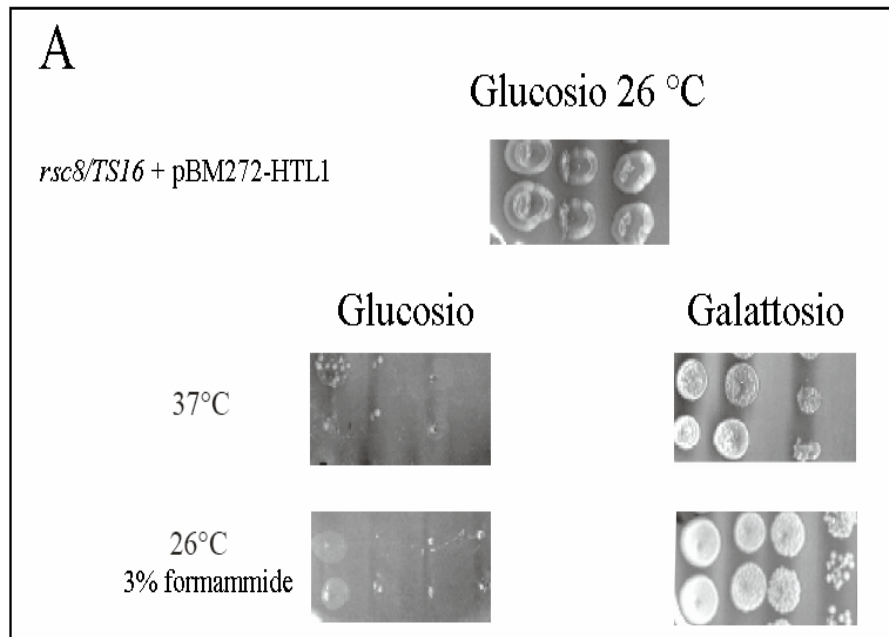 A
Glucosio 26 °C
rsc8/TS16 + pBM272-HTL1
Glucosio
Galattosio
37°C
26°C
3% formammide